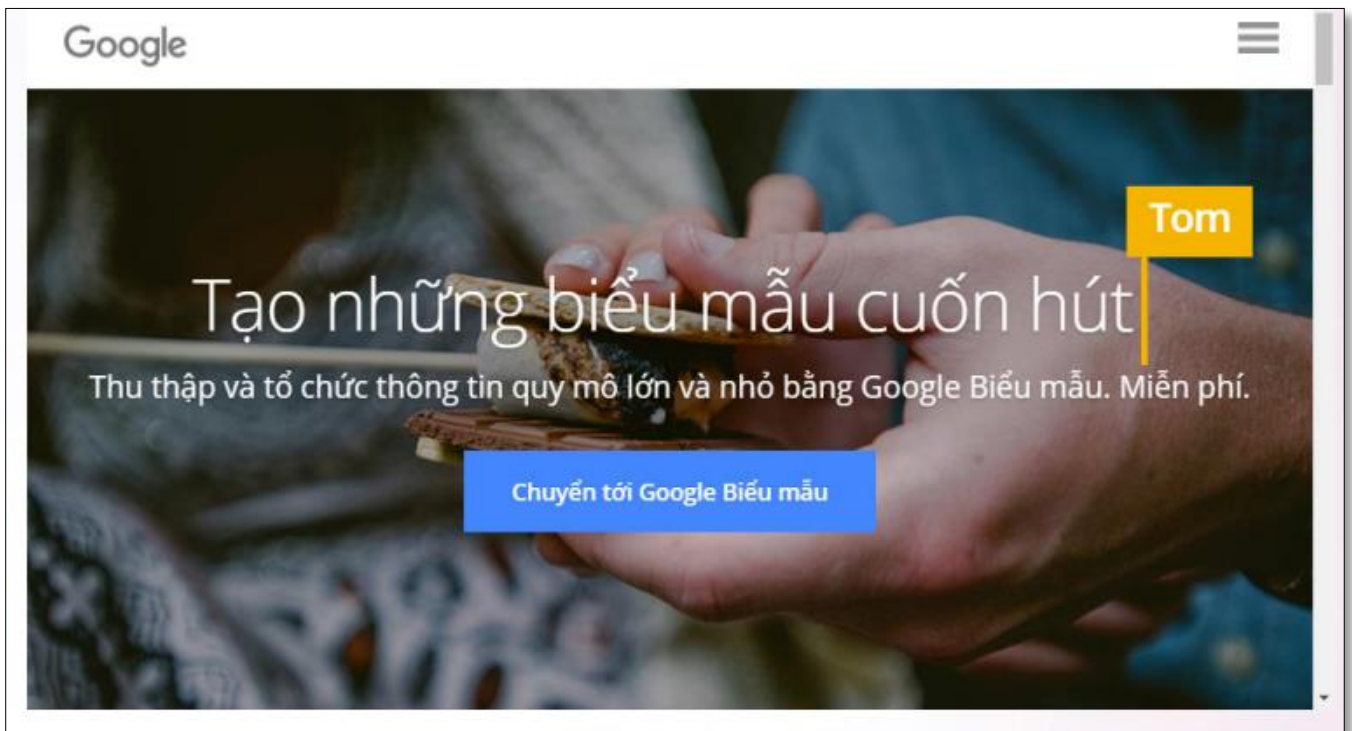 Google
Tom
Tạo những biểu mẫu cuốn hút
Thu thập và tổ chức thông tin quy mô lớn và nhỏ bằng Google Biểu mẫu. Miễn phí.
Chuyển tới Google Biểu mẫu